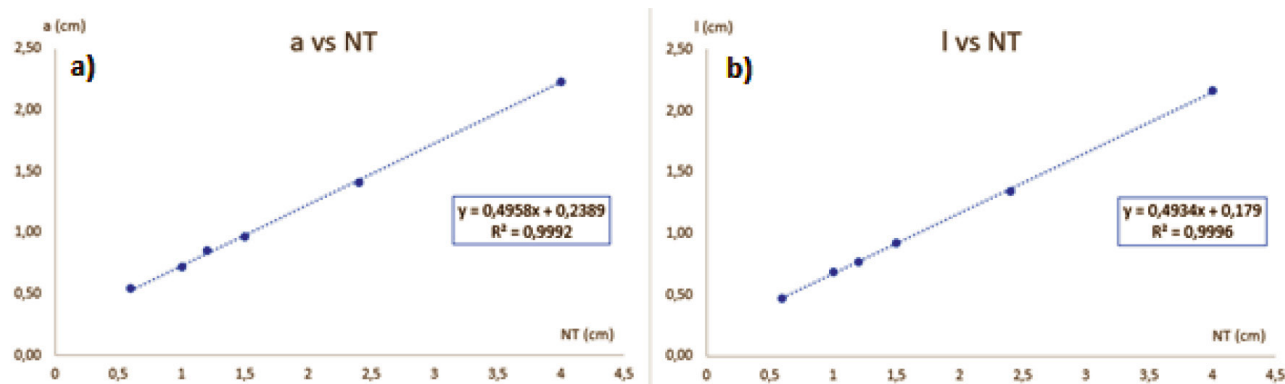 a (cm)
a vs NT
a)
2,50
2,00
1,50
1,00
0,50
0,00
y = 0,4958x + 0,2389
R² = 0,9992
NT (cm)
0 0,5 1 1,5 2 2,5 3 3,5 4 4,5
l (cm)
l vs NT
b)
2,50
2,00
1,50
1,00
0,50
0,00
y = 0,4934x + 0,179
R² = 0,9996
NT (cm)
0 0,5 1 1,5 2 2,5 3 3,5 4 4,5